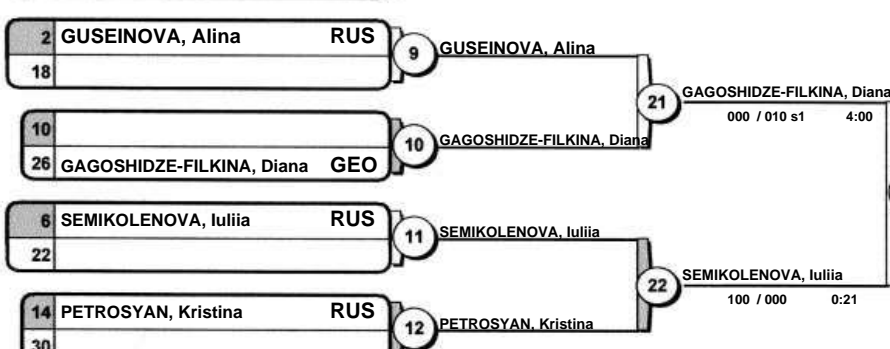 2 GUSEINOVA, Alina RUS
18
9 GUSEINOVA, Alina
10
26 GAGOSHIDZE-FILKINA, Diana GEO
10 GAGOSHIDZE-FILKINA, Diana
21 GAGOSHIDZE-FILKINA, Diana
000 / 010 s1 4:00
6 SEMIKOLENOVA, Iuliia RUS
22
11 SEMIKOLENOVA, Iuliia
14 PETROSYAN, Kristina RUS
30
12 PETROSYAN, Kristina
22 SEMIKOLENOVA, Iuliia
100 / 000 0:21